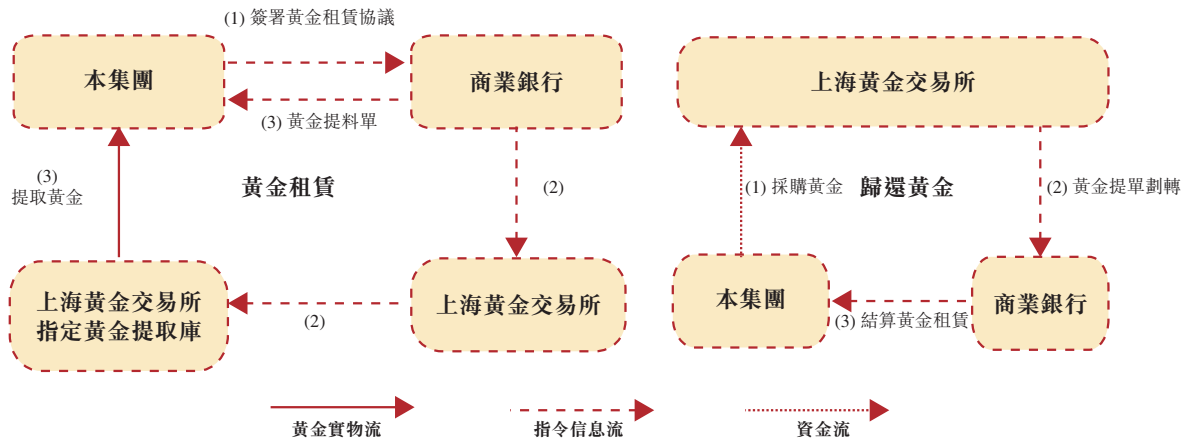 (1) 簽署黃金租賃協議
本集團
商業銀行
(3) 黃金提料單
(3)
提取黃金
黃金租賃
(2)
上海黃金交易所
指定黃金提取庫
(2)
上海黃金交易所
上海黃金交易所
(1) 採購黃金
歸還黃金
(2) 黃金提單劃轉
本集團
商業銀行
(3) 結算黃金租賃
黃金實物流
指令信息流
資金流